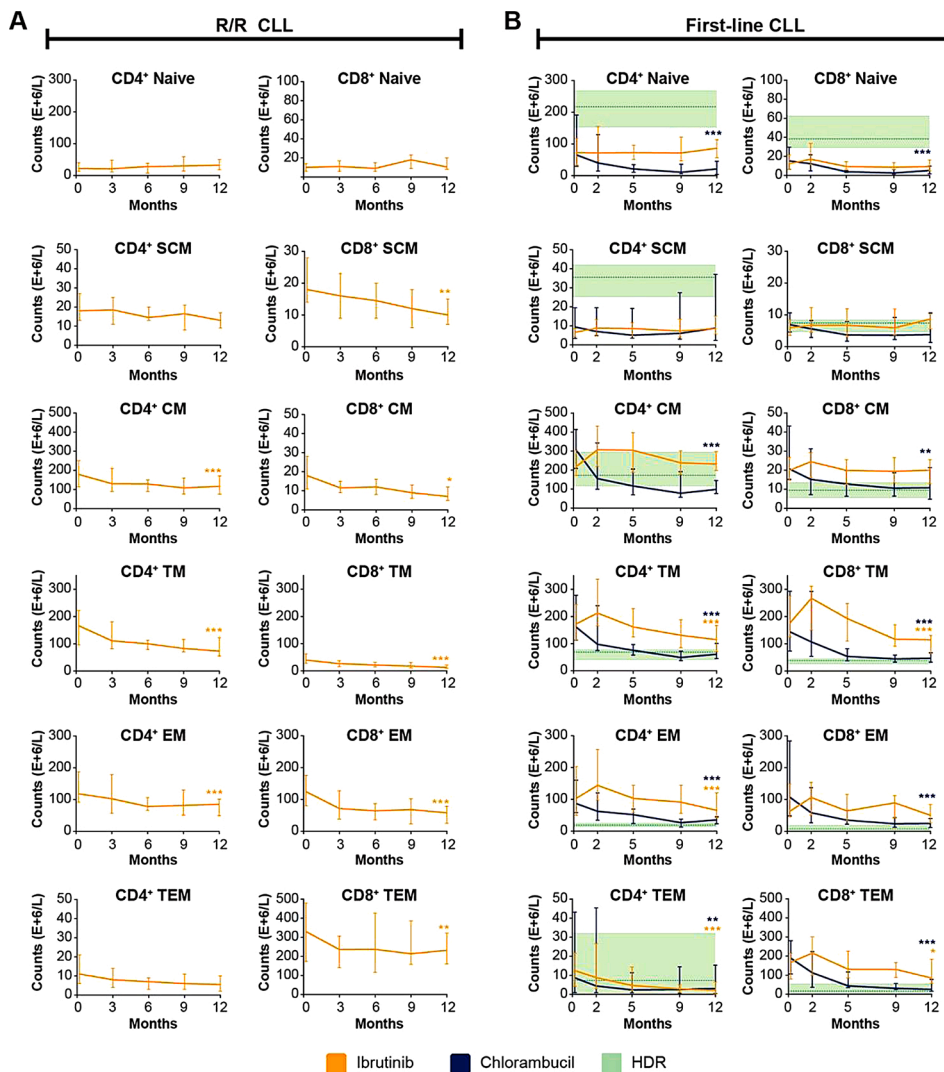 A
R/R CLL
B
First-line CLL
CD4+ Naive
Counts (E+6/L)
300
200
100
0
0 3 6 9 12
Months
CD8+ Naive
Counts (E+6/L)
100
80
60
40
20
0 3 6 9 12
Months
CD4+ Naive
***
Counts (E+6/L)
300
200
100
0
0 2 5 9 12
Months
CD8+ Naive
***
Counts (E+6/L)
100
80
60
40
20
0
0 2 5 9 12
Months
CD4+ SCM
Counts (E+6/L)
50
40
30
20
10
0
0 3 6 9 12
Months
CD8+ SCM
**
Counts (E+6/L)
30
20
10
0
0 3 6 9 12
Months
CD4+ SCM
Counts (E+6/L)
50
40
30
20
10
0
0 2 5 9 12
Months
CD8+ SCM
Counts (E+6/L)
30
20
10
0
0 2 5 9 12
Months
CD4+ CM
***
Counts (E+6/L)
500
400
300
200
100
0
0 3 6 9 12
Months
CD8+ CM
*
Counts (E+6/L)
50
40
30
20
10
0
0 3 6 9 12
Months
CD4+ CM
***
Counts (E+6/L)
500
400
300
200
100
0
0 2 5 9 12
Months
CD8+ CM
**
Counts (E+6/L)
50
40
30
20
10
0
0 2 5 9 12
Months
CD4+ TM
***
Counts (E+6/L)
300
200
100
0
0 3 6 9 12
Months
CD8+ TM
***
Counts (E+6/L)
300
200
100
0
0 3 6 9 12
Months
CD4+ TM
***
***
Counts (E+6/L)
300
200
100
0
0 2 5 9 12
Months
CD8+ TM
***
***
Counts (E+6/L)
300
200
100
0
0 2 5 9 12
Months
CD4+ EM
***
Counts (E+6/L)
300
200
100
0
0 3 6 9 12
Months
CD8+ EM
***
Counts (E+6/L)
300
200
100
0
0 3 6 9 12
Months
CD4+ EM
***
***
Counts (E+6/L)
300
200
100
0
0 2 5 9 12
Months
CD8+ EM
***
Counts (E+6/L)
300
200
100
0
0 2 5 9 12
Months
CD4+ TEM
Counts (E+6/L)
50
40
30
20
10
0
0 3 6 9 12
Months
CD8+ TEM
**
Counts (E+6/L)
500
400
300
200
100
0
0 3 6 9 12
Months
CD4+ TEM
**
***
Counts (E+6/L)
50
40
30
20
10
0
0 2 5 9 12
Months
CD8+ TEM
***
*
Counts (E+6/L)
500
400
300
200
100
0
0 2 5 9 12
Months
Ibrutinib Chlorambucil HDR